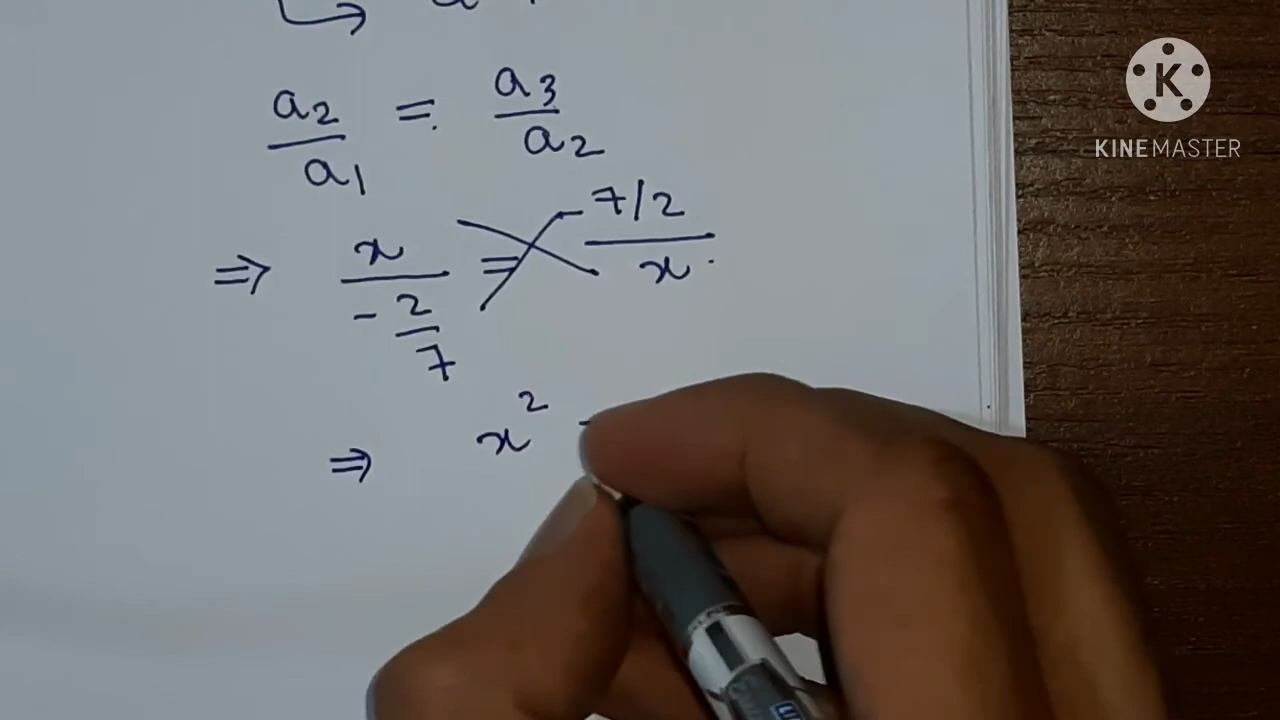 a2/a1 = a3/a2
⇒ x/(-2/7) = (-7/2)/x
⇒ x²
K
KINEMASTER